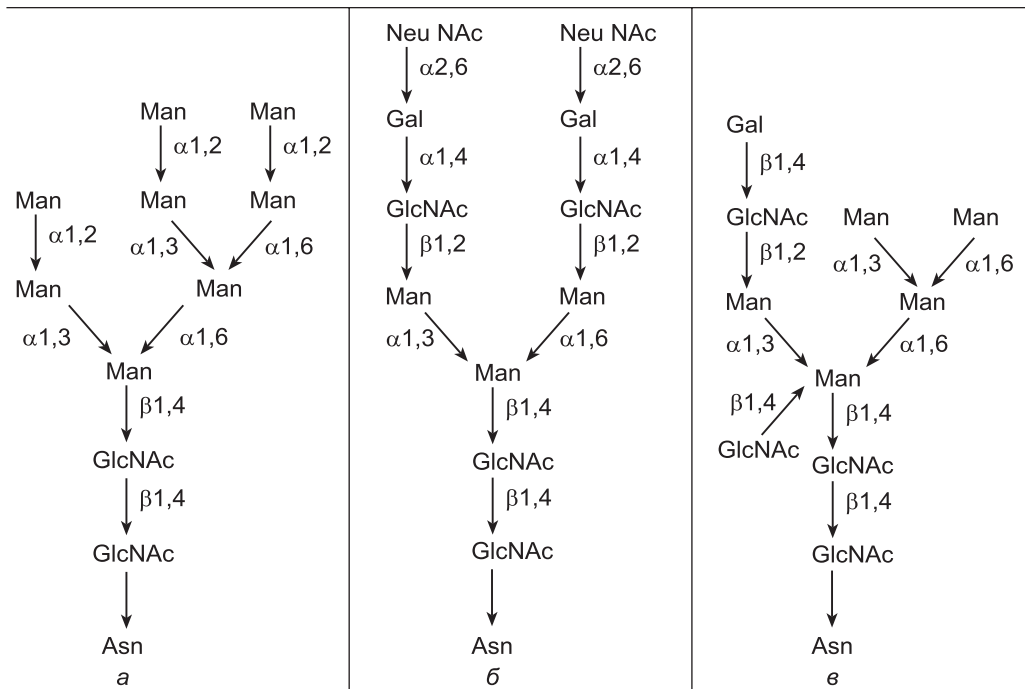 Man Man
α1,2 α1,2
Man Man Man
α1,2 α1,3 α1,6
Man Man
α1,3 α1,6
Man
β1,4
GlcNAc
β1,4
GlcNAc
Asn
а
Neu NAc Neu NAc
α2,6 α2,6
Gal Gal
α1,4 α1,4
GlcNAc GlcNAc
β1,2 β1,2
Man Man
α1,3 α1,6
Man
β1,4
GlcNAc
β1,4
GlcNAc
Asn
б
Gal
β1,4
GlcNAc Man Man
β1,2 α1,3 α1,6
Man Man
α1,3 α1,6
Man
β1,4 β1,4
GlcNAc GlcNAc
β1,4
GlcNAc
Asn
в